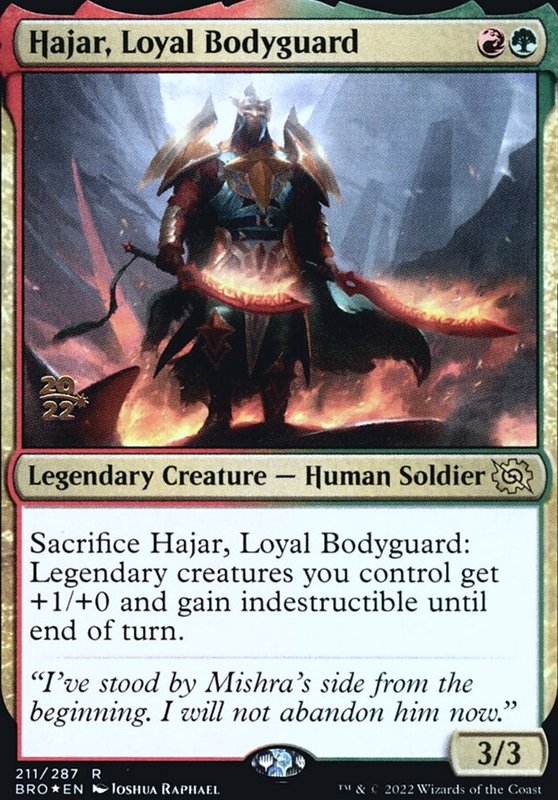 Hajar, Loyal Bodyguard
20
22
Legendary Creature — Human Soldier
Sacrifice Hajar, Loyal Bodyguard:
Legendary creatures you control get
+1/+0 and gain indestructible until
end of turn.
“I’ve stood by Mishra’s side from the
beginning. I will not abandon him now.”
3/3
211/287 R
BRO★EN Joshua Raphael
™ & © 2022 Wizards of the Coast